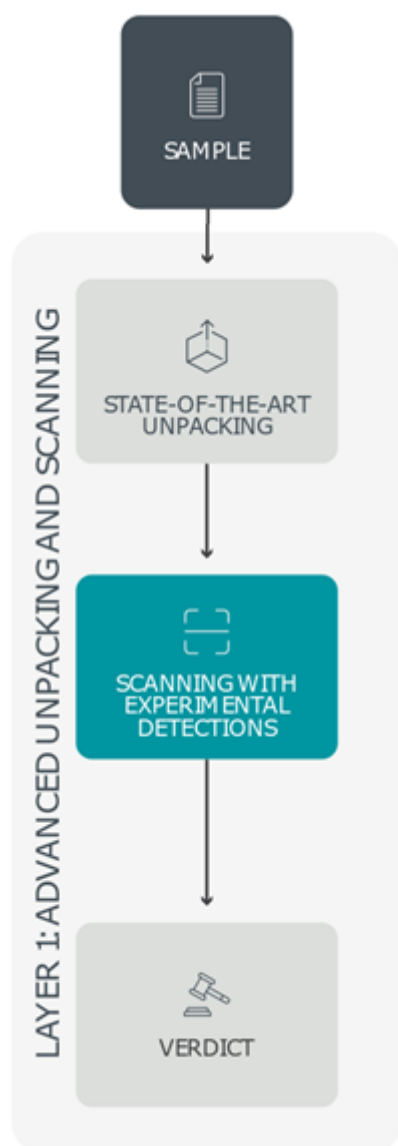 SAMPLE
LAYER 1: ADVANCED UNPACKING AND SCANNING
STATE-OF-THE-ART
UNPACKING
SCANNING WITH
EXPERIMENTAL
DETECTIONS
VERDICT